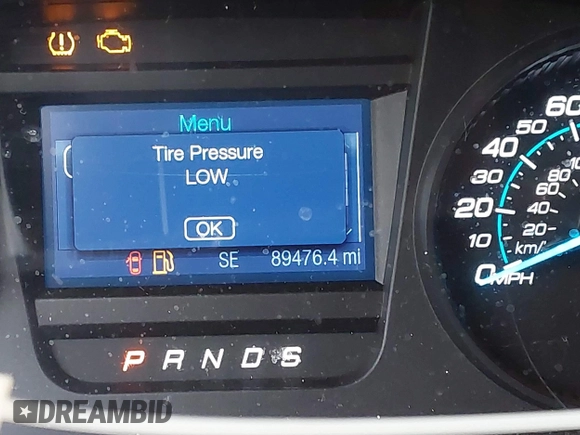 Menu
Tire Pressure
LOW
OK
SE 89476.4 mi
P R N D S
60
50
40
30
20
10
0 MPH
80
60
40
20
km/
DREAMBID